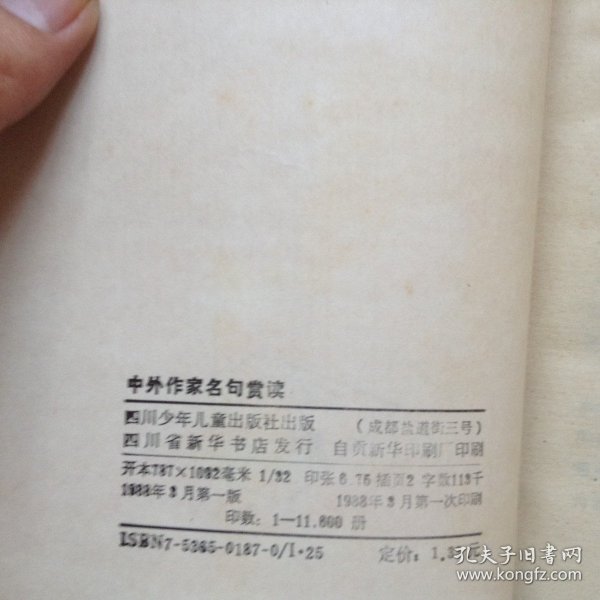 中外作家名句赏读
四川少年儿童出版社出版 (成都盐道街三号)
四川省新华书店发行 自贡新华印刷厂印刷
开本787×1092毫米 1/32 印张6.75 插页2 字数113千
1988年3月第一版 1988年3月第一次印刷
印数：1—11,600 册
ISBN7-5365-0187-0/I·25 定价：1.
孔夫子旧书网
www.kongfz.com